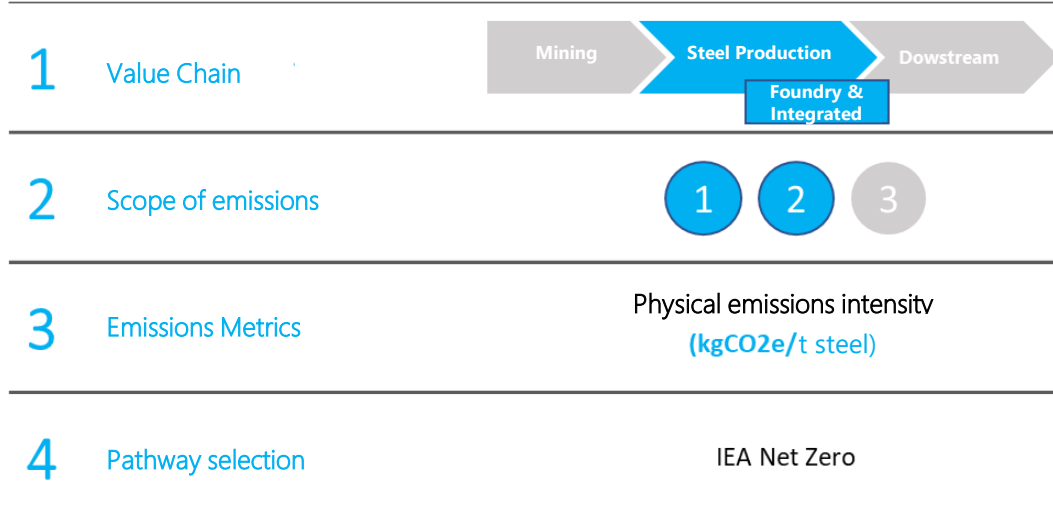 1 Value Chain
Mining
Steel Production
Dowstream
Foundry &
Integrated
2 Scope of emissions
1 2 3
3 Emissions Metrics
Physical emissions intensity
(kgCO2e/t steel)
4 Pathway selection
IEA Net Zero